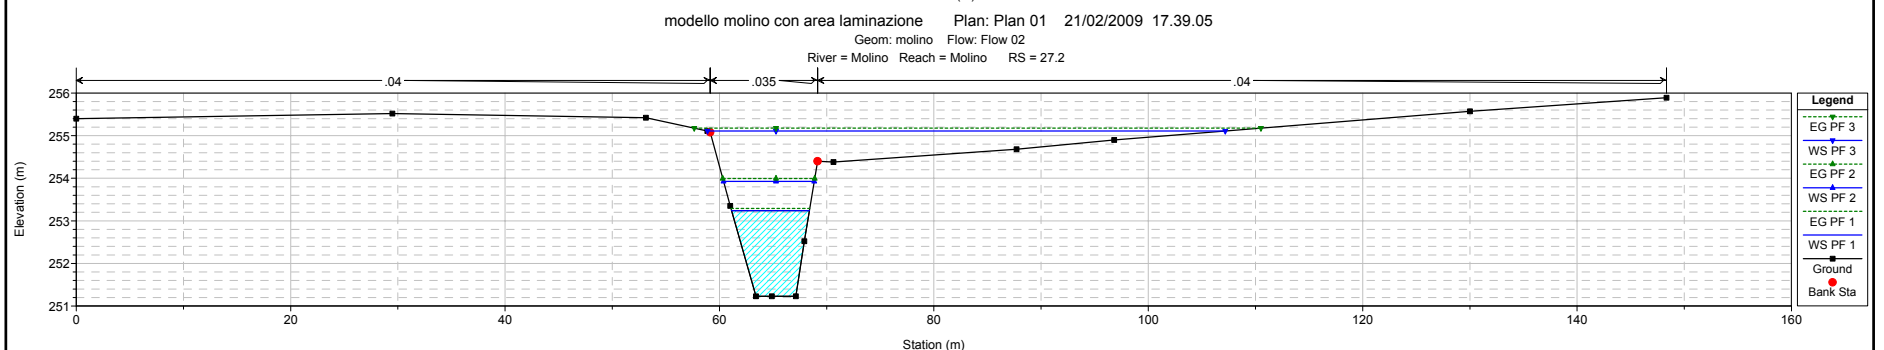 modello molino con area laminazione Plan: Plan 01 21/02/2009 17.39.05
Geom: molino Flow: Flow 02
River = Molino Reach = Molino RS = 27.2
.04 .035 .04
256
255
254
253
252
251
Elevation (m)
0 20 40 60 80 100 120 140 160
Station (m)
Legend
EG PF 3
WS PF 3
EG PF 2
WS PF 2
EG PF 1
WS PF 1
Ground
Bank Sta